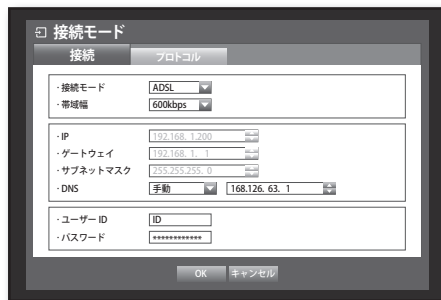 接続モード
接続 プロトコル
·接続モード ADSL
·帯域幅 600kbps
·IP 192.168. 1.200
·ゲートウェイ 192.168. 1. 1
·サブネットマスク 255.255.255. 0
·DNS 手動 168.126. 63. 1
·ユーザー ID ID
·パスワード ************
OK キャンセル